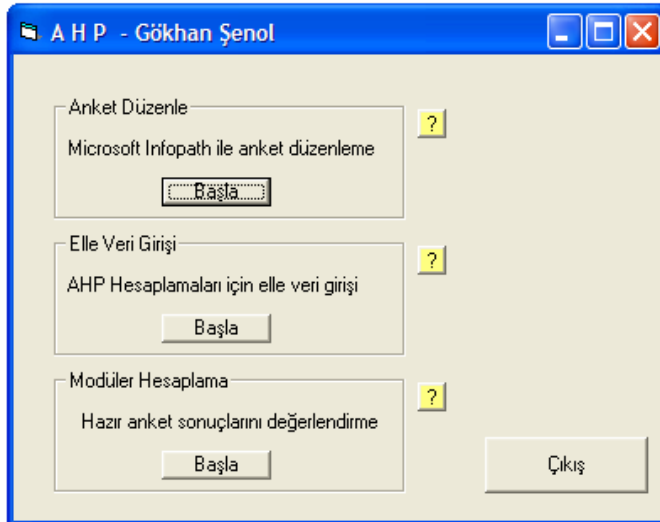 A H P - Gökhan Şenol
Anket Düzenle
?
Microsoft Infopath ile anket düzenleme
Başla
Elle Veri Girişi
?
AHP Hesaplamaları için elle veri girişi
Başla
Modüler Hesaplama
?
Hazır anket sonuçlarını değerlendirme
Başla
Çıkış